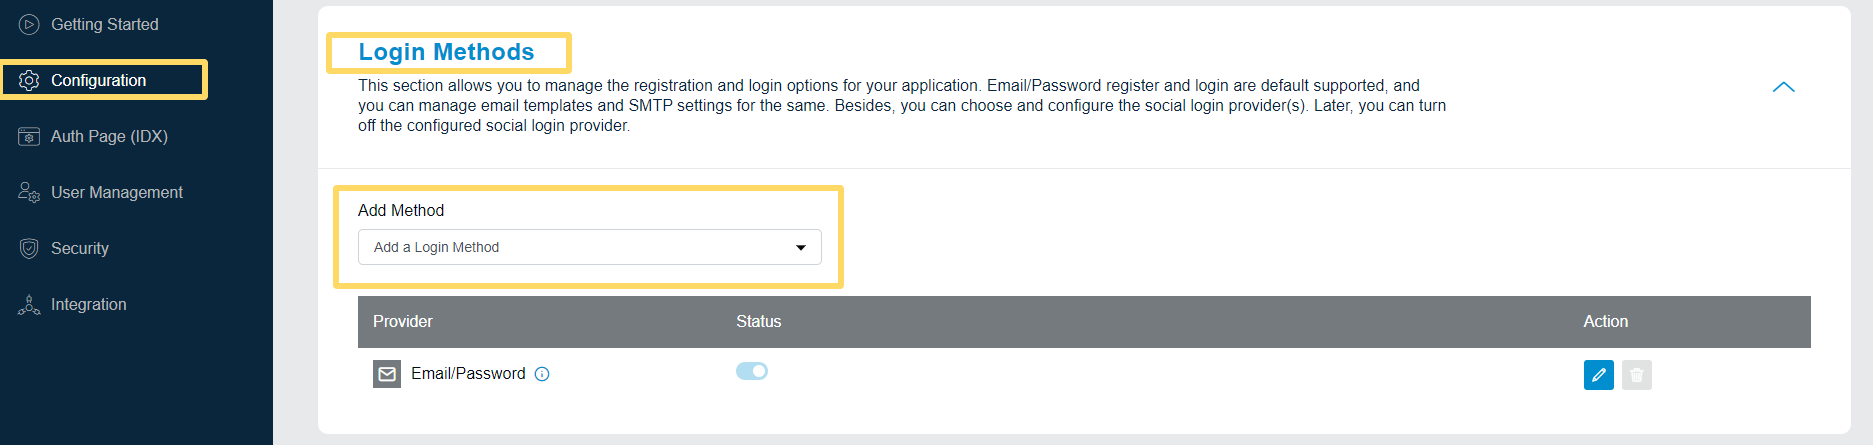 Getting Started
Configuration
Auth Page (IDX)
User Management
Security
Integration
Login Methods
This section allows you to manage the registration and login options for your application. Email/Password register and login are default supported, and
you can manage email templates and SMTP settings for the same. Besides, you can choose and configure the social login provider(s). Later, you can turn
off the configured social login provider.
Add Method
Add a Login Method
Provider Status Action
Email/Password